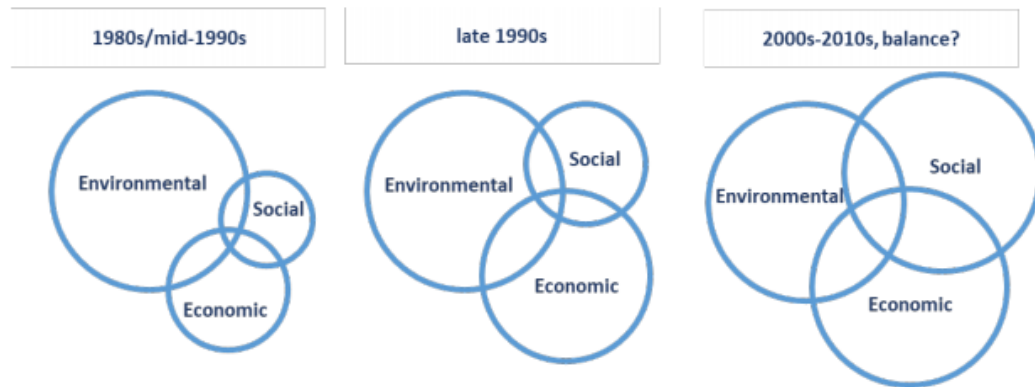 1980s/mid-1990s
late 1990s
2000s-2010s, balance?
Environmental
Social
Economic
Environmental
Social
Economic
Environmental
Social
Economic